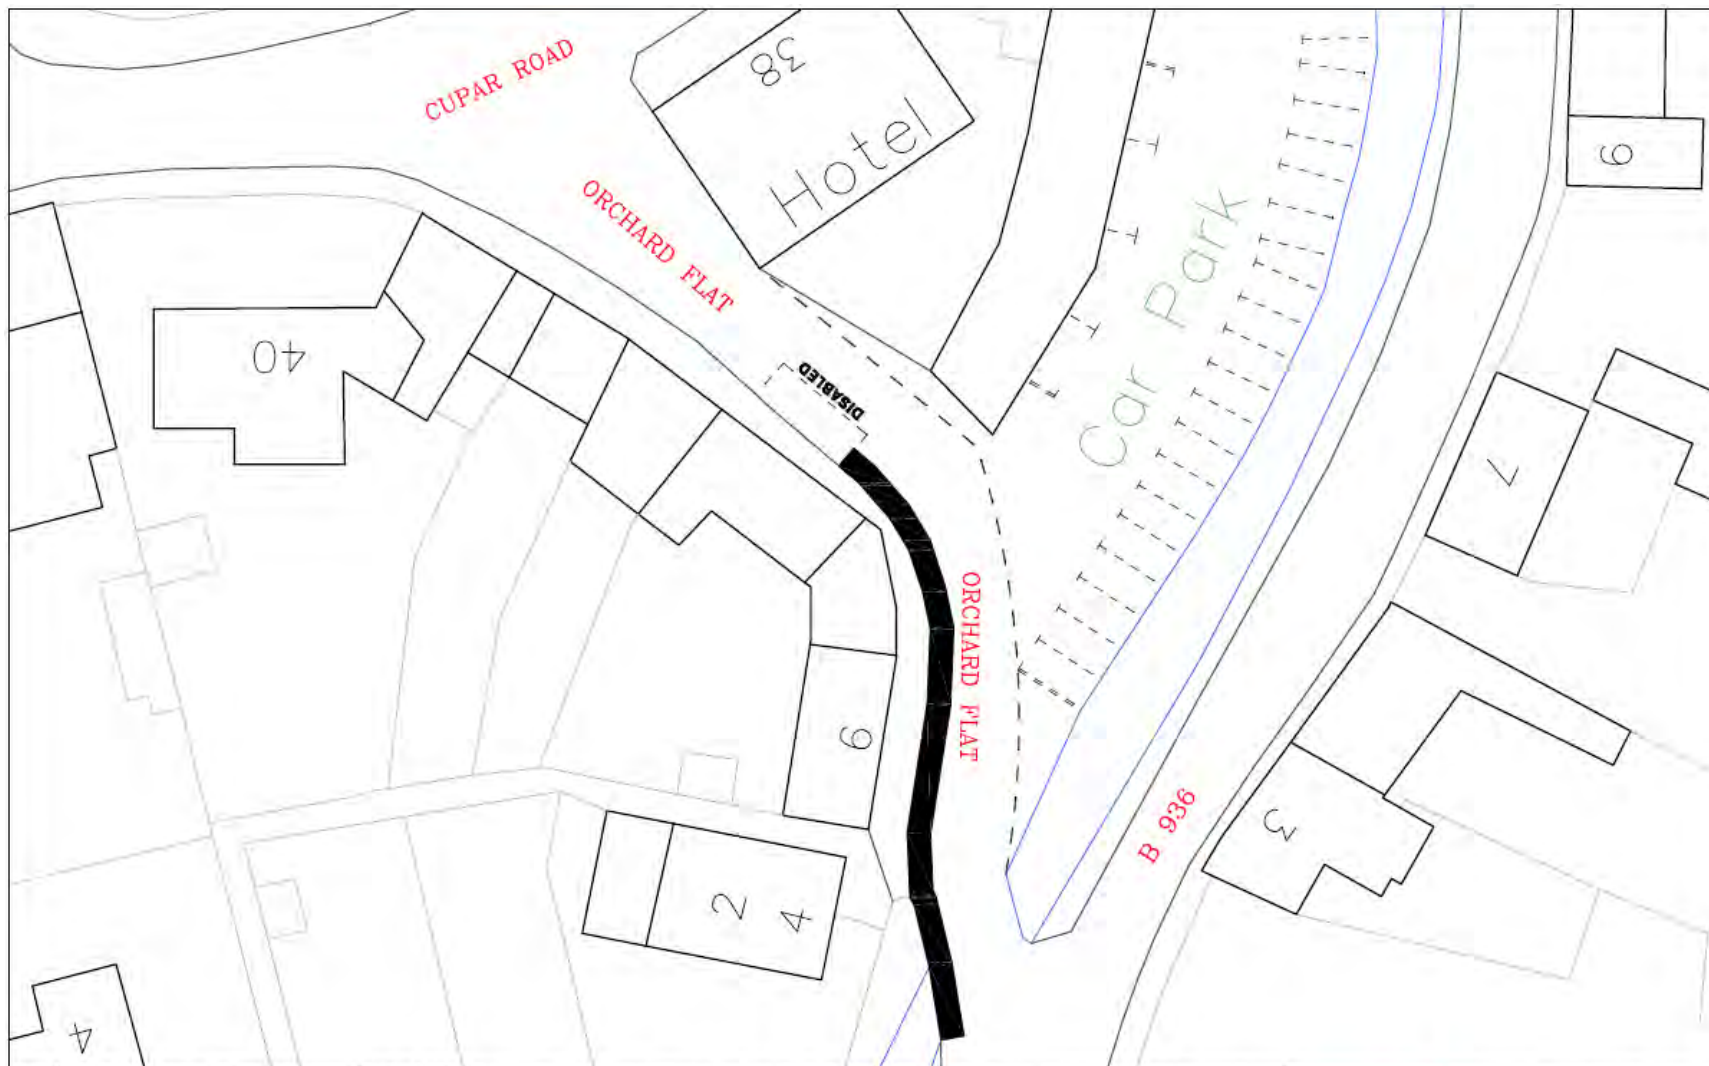 CUPAR ROAD
38
Hotel
ORCHARD FLAT
9
40
DISABLED
Car Park
7
ORCHARD FLAT
6
B 936
3
2
4
4